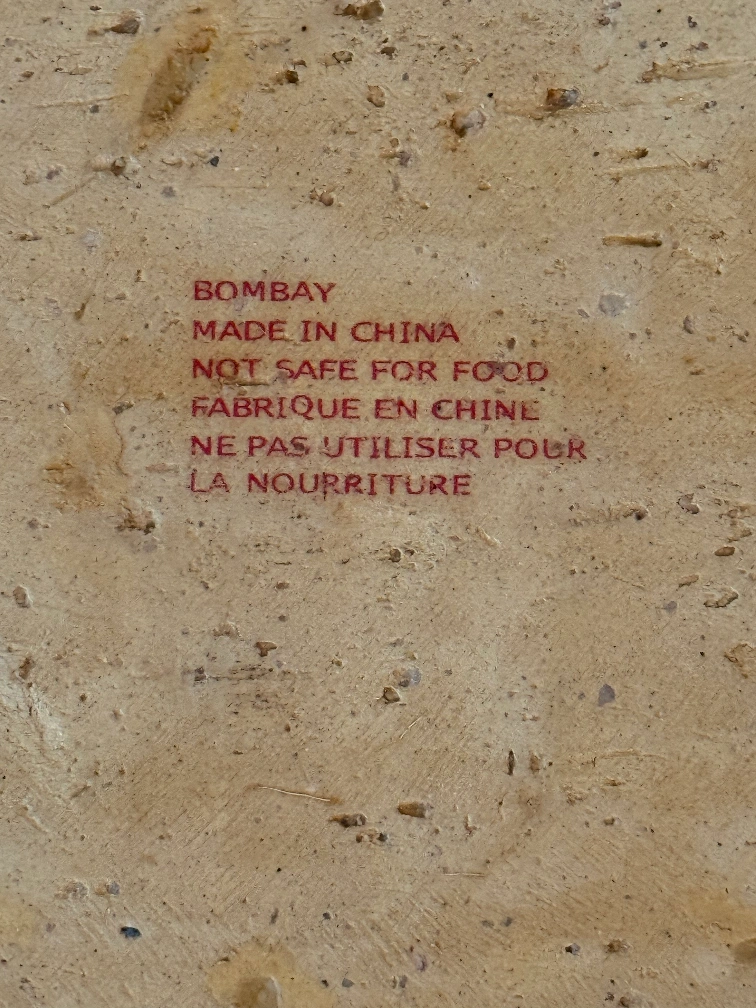 BOMBAY
MADE IN CHINA
NOT SAFE FOR FOOD
FABRIQUE EN CHINE
NE PAS UTILISER POUR
LA NOURRITURE